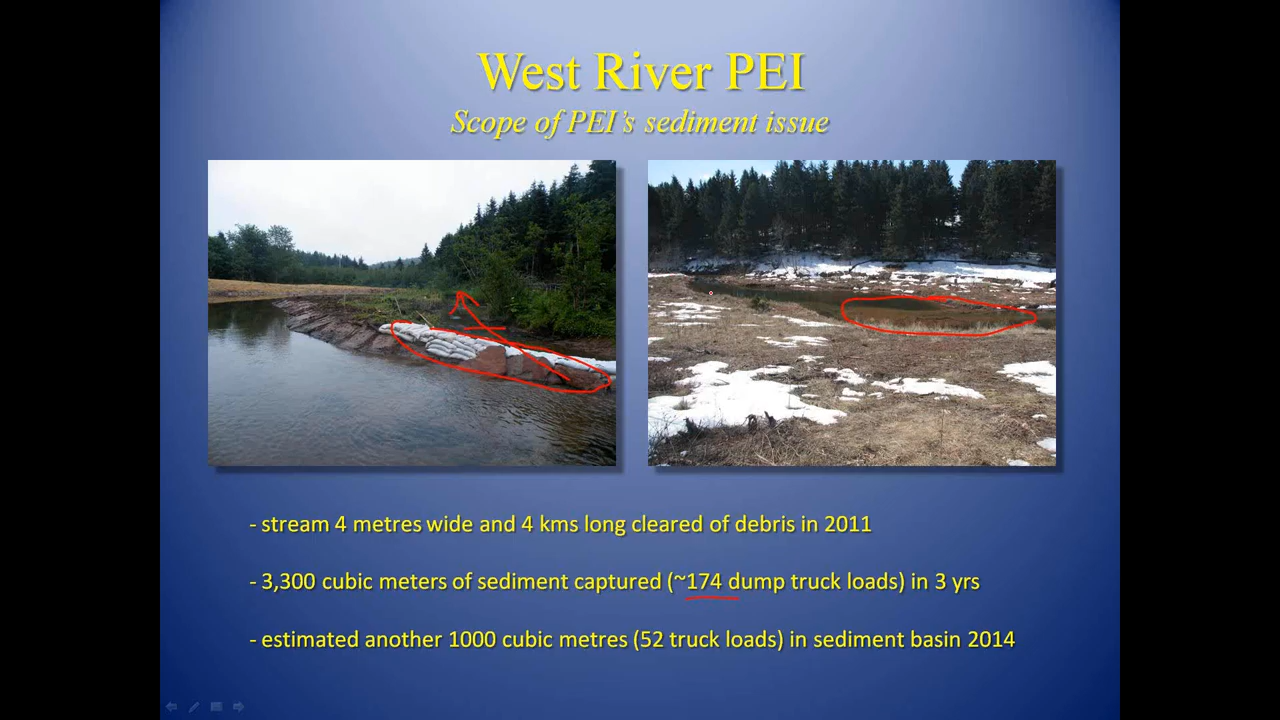 West River PEI
Scope of PEI's sediment issue
- stream 4 metres wide and 4 kms long cleared of debris in 2011
- 3,300 cubic meters of sediment captured (~174 dump truck loads) in 3 yrs
- estimated another 1000 cubic metres (52 truck loads) in sediment basin 2014